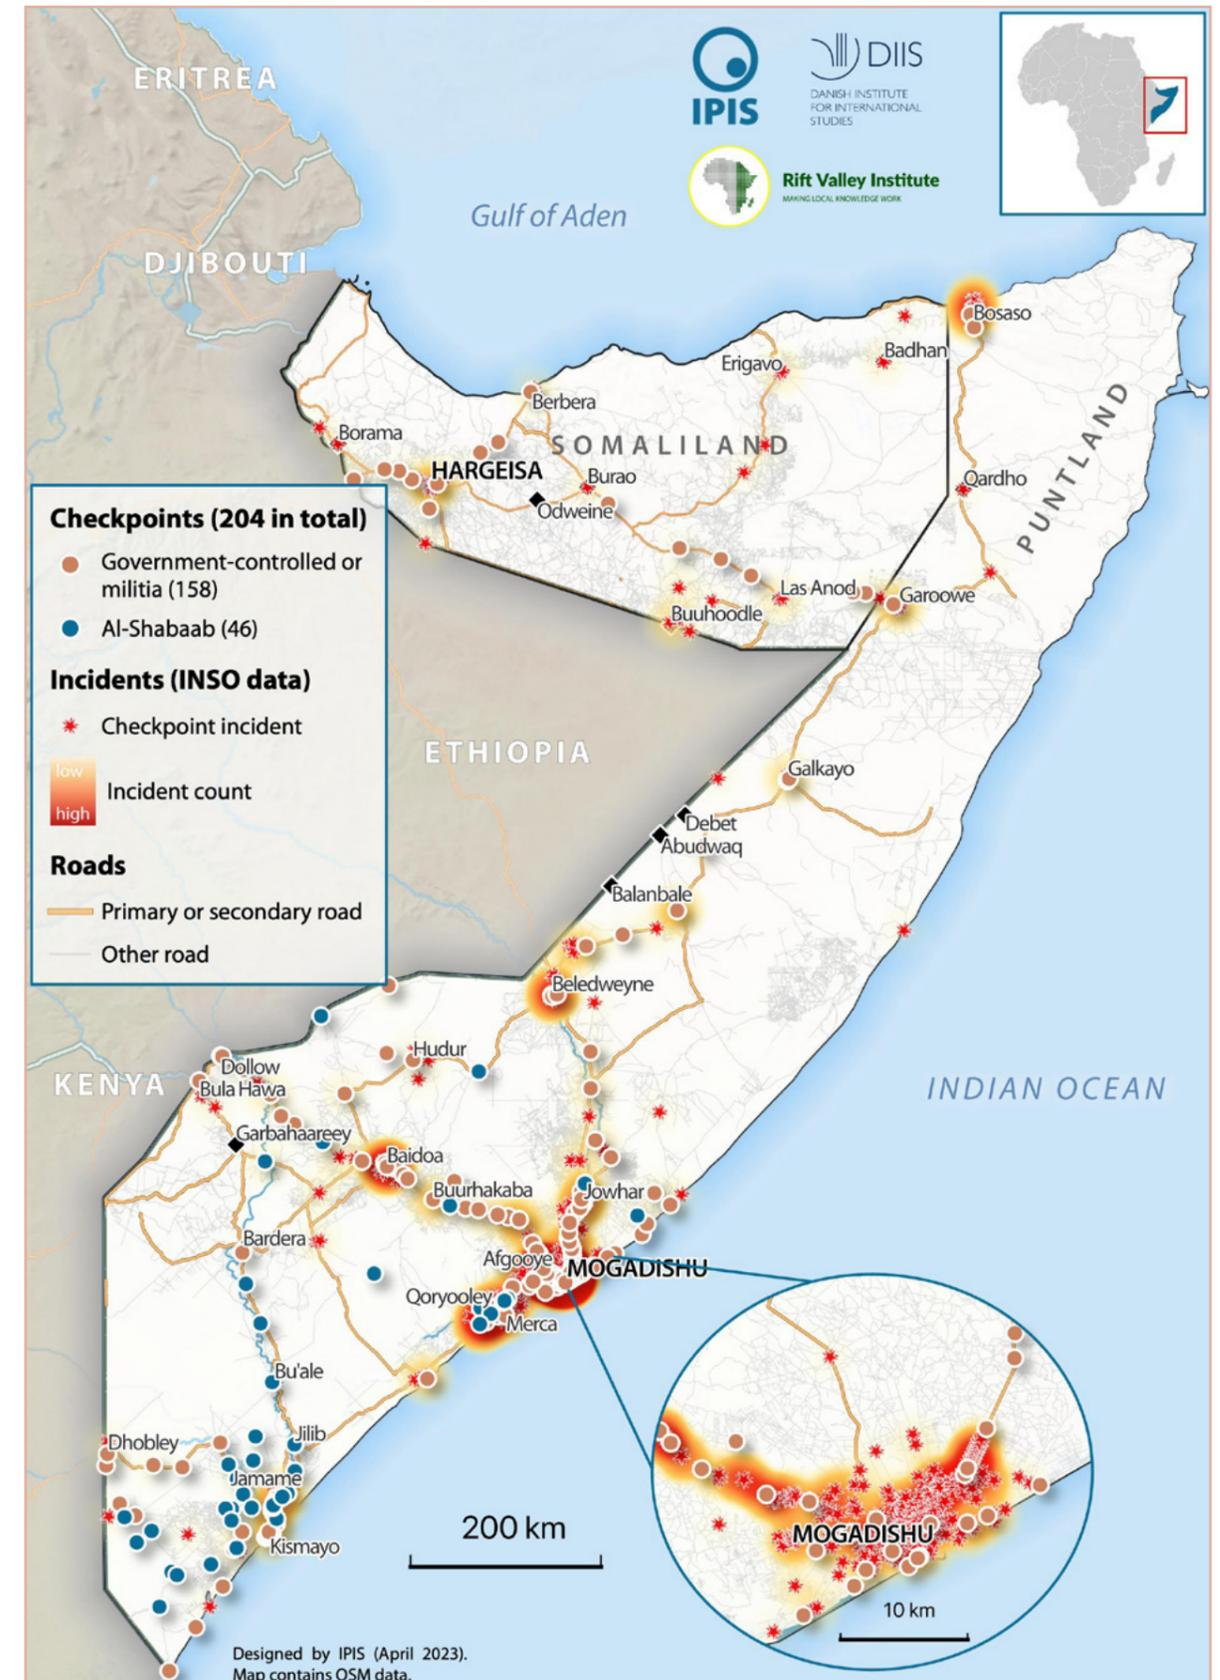 ERITREA
IPIS
DIIS
DANISH INSTITUTE
FOR INTERNATIONAL
STUDIES
Rift Valley Institute
MAKING LOCAL KNOWLEDGE WORK
Gulf of Aden
DJIBOUTI
Bosaso
Badhan
Erigavo
Berbera
Borama
SOMALILAND
PUNTLAND
HARGEISA
Burao
Qardho
Odweine
Las Anod
Garoowe
Buuhoodle
Checkpoints (204 in total)
Government-controlled or
militia (158)
Al-Shabaab (46)
Incidents (INSO data)
Checkpoint incident
low
high
Incident count
Roads
Primary or secondary road
Other road
ETHIOPIA
Galkayo
Debet
Abudwaq
Balanbale
Beledweyne
Hudur
Dollow
KENYA
Bula Hawa
INDIAN OCEAN
Garbahaareey
Baidoa
Buurhakaba
Jowhar
Bardera
Afgooye
MOGADISHU
Qoryooley
Merca
Bu'ale
Dhobley
Jilib
Jamame
Kismayo
200 km
MOGADISHU
10 km
Designed by IPIS (April 2023).
Map contains OSM data.